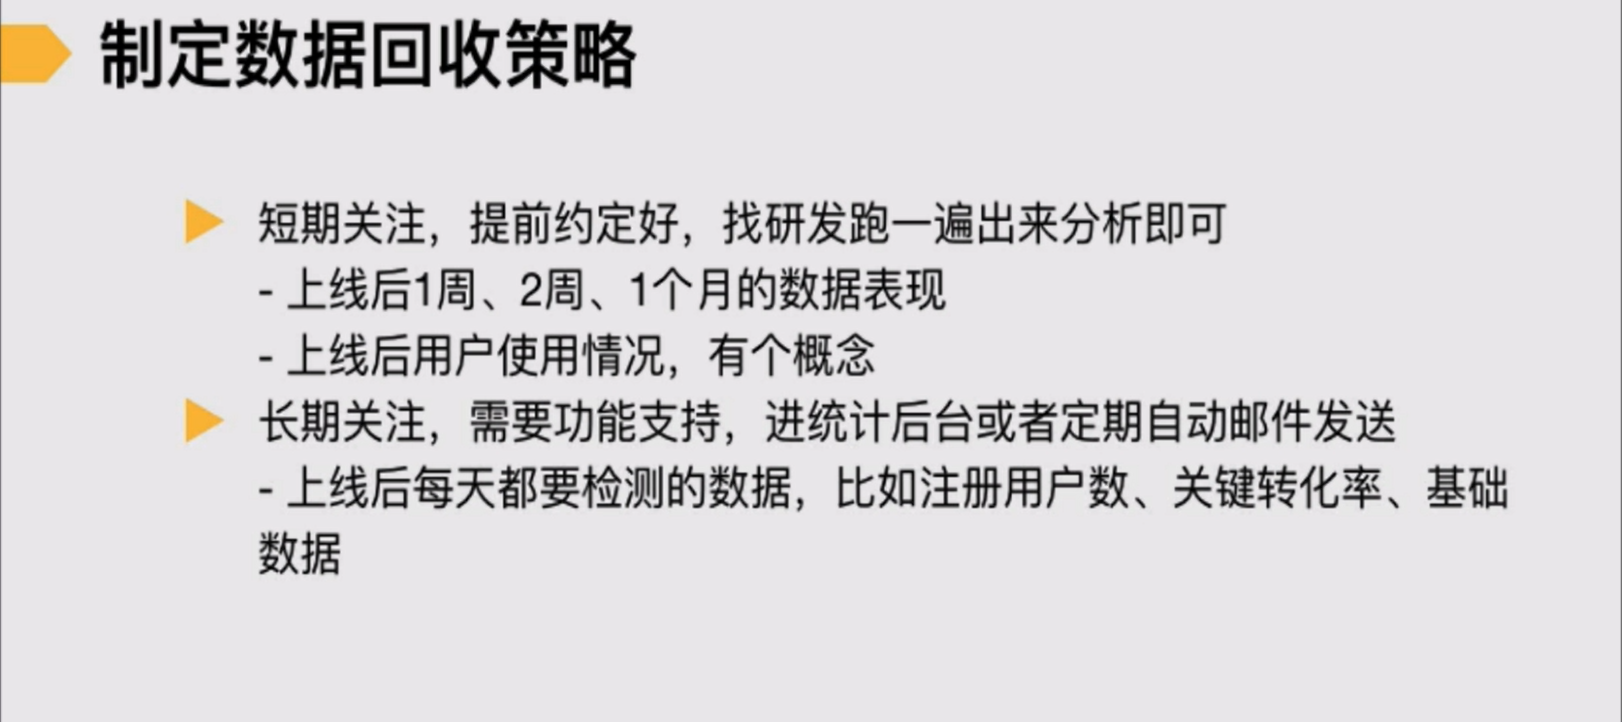 制定数据回收策略
短期关注，提前约定好，找研发跑一遍出来分析即可
- 上线后1周、2周、1个月的数据表现
- 上线后用户使用情况，有个概念
长期关注，需要功能支持，进统计后台或者定期自动邮件发送
- 上线后每天都要检测的数据，比如注册用户数、关键转化率、基础
数据